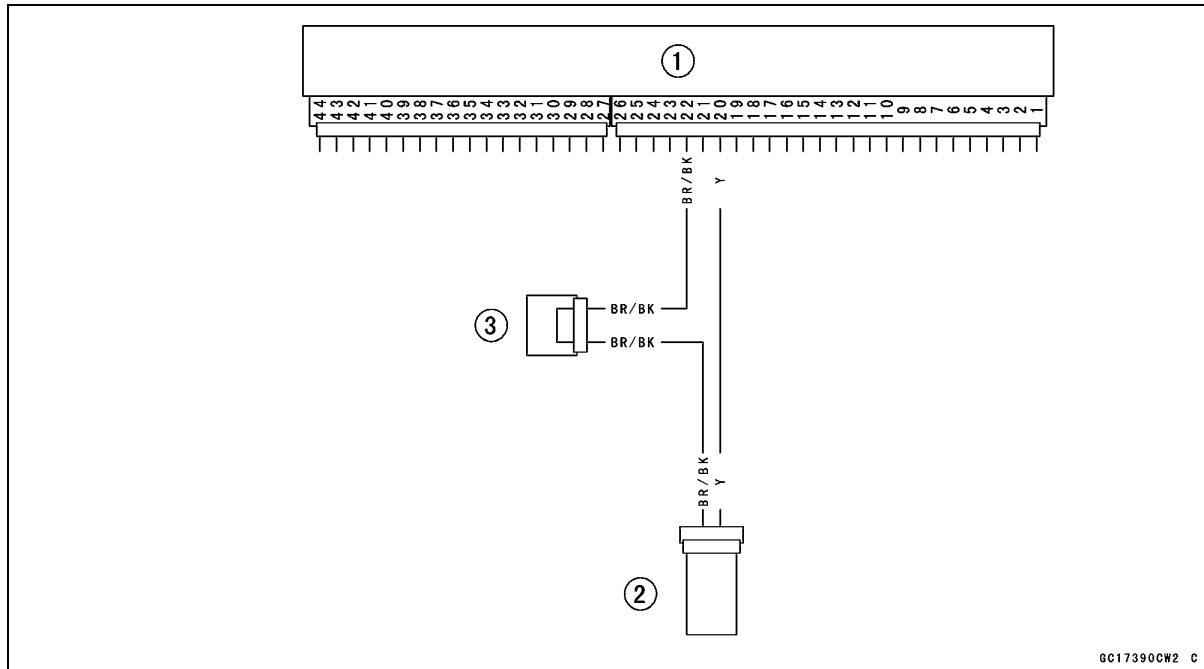 1
44 43 42 41 40 39 38 37 36 35 34 33 32 31 30 29 28 27 26 25 24 23 22 21 20 19 18 17 16 15 14 13 12 11 10 9 8 7 6 5 4 3 2 1
BR/BK Y
BR/BK
3
BR/BK
BR/BK Y
2
GC17390CW2 C